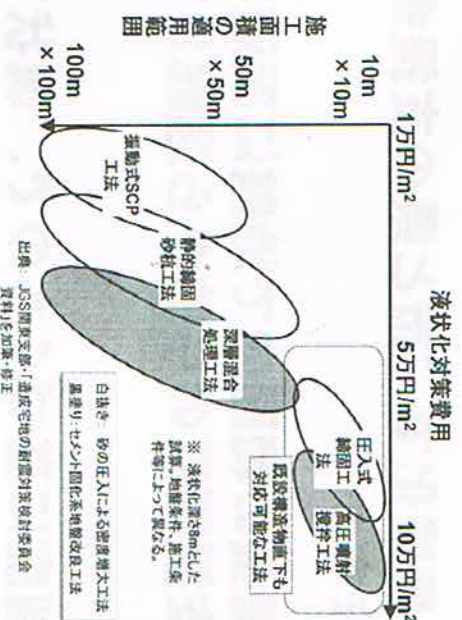 液状化対策費用
1万円/m²
5万円/m²
10万円/m²
施工面積の適用範囲
10m
×10m
50m
×50m
100m
×100m
振動式SCP
工法
静的締固
砂杭工法
深層混合
処理工法
圧入式
締固工
法
高圧噴射
撹拌工法
既設構造物直下も
対応可能な工法
※ 液状化深さ8mとした
試算。地盤条件、施工条
件等によって異なる。
白抜き: 砂の圧入による密度増大工法
黒塗り:セメント固化系地盤改良工法
出典: JGS関東支部・「造成宅地の耐震対策検討委員会
資料」を加筆・修正